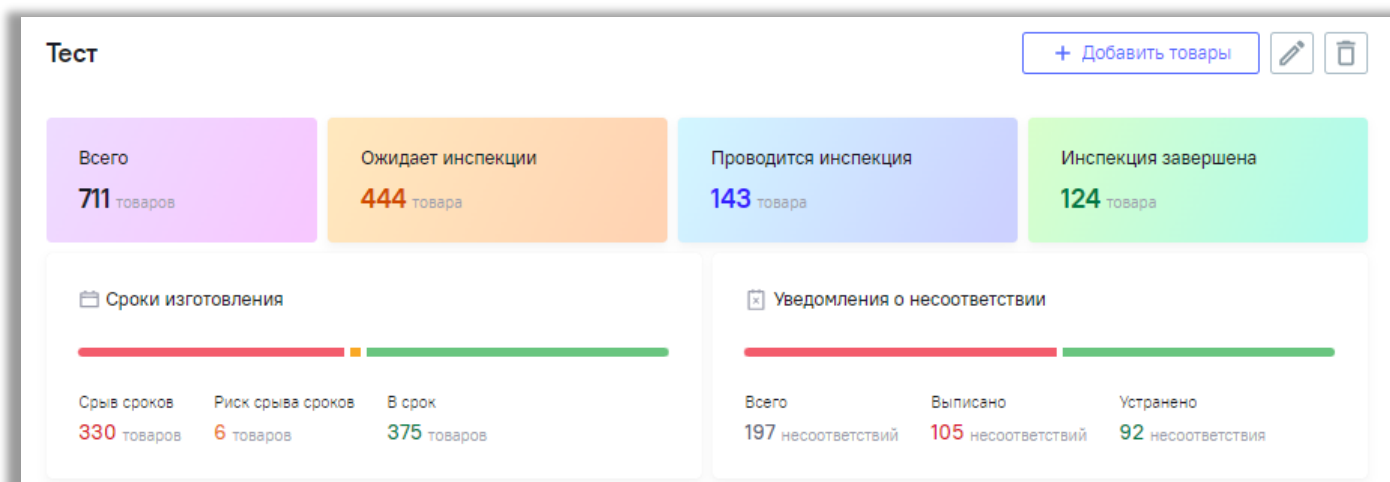 Тест
+ Добавить товары
Всего
711 товаров
Ожидает инспекции
444 товара
Проводится инспекция
143 товара
Инспекция завершена
124 товара
Сроки изготовления
Срыв сроков
330 товаров
Риск срыва сроков
6 товаров
В срок
375 товаров
Уведомления о несоответствии
Всего
197 несоответствий
Выписано
105 несоответствий
Устранено
92 несоответствия